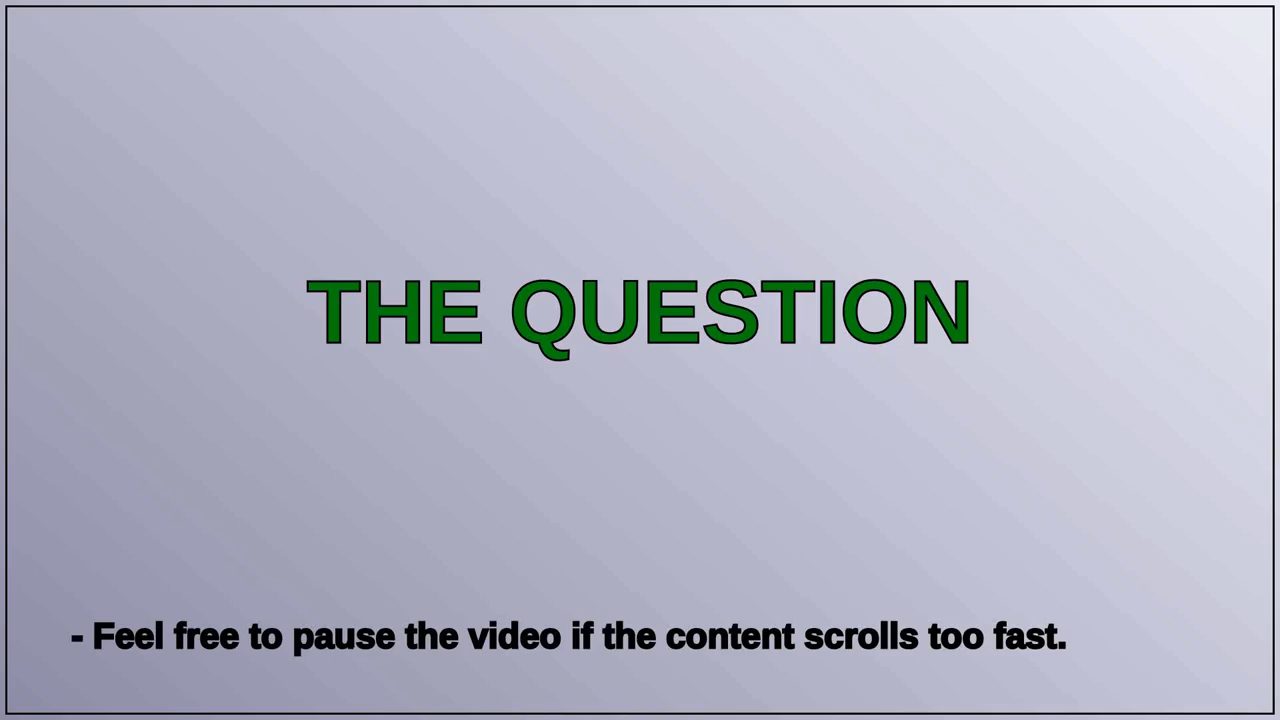 THE QUESTION
- Feel free to pause the video if the content scrolls too fast.